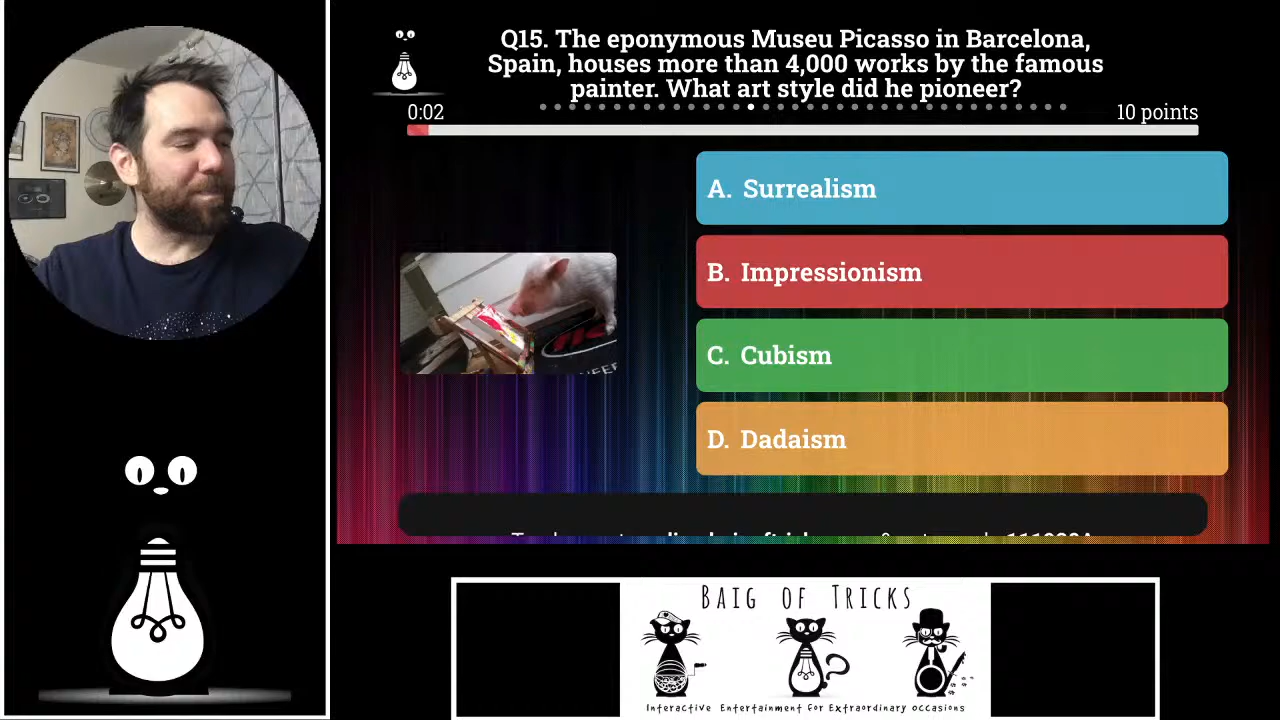 Q15. The eponymous Museu Picasso in Barcelona,
Spain, houses more than 4,000 works by the famous
painter. What art style did he pioneer?
0:02
10 points
A. Surrealism
B. Impressionism
C. Cubism
D. Dadaism
BAIG OF TRICKS
Interactive Entertainment for Extraordinary Occasions